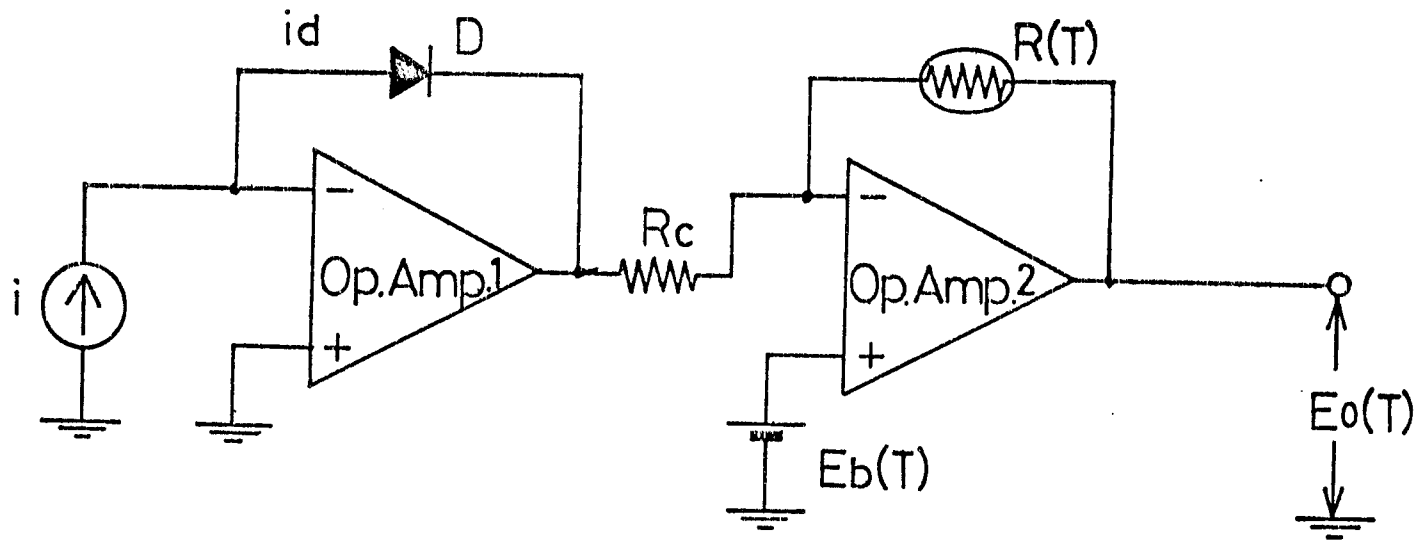 id
D
R(T)
i
−
Op.Amp.1
+
Rc
−
Op.Amp.2
+
Eb(T)
Eo(T)